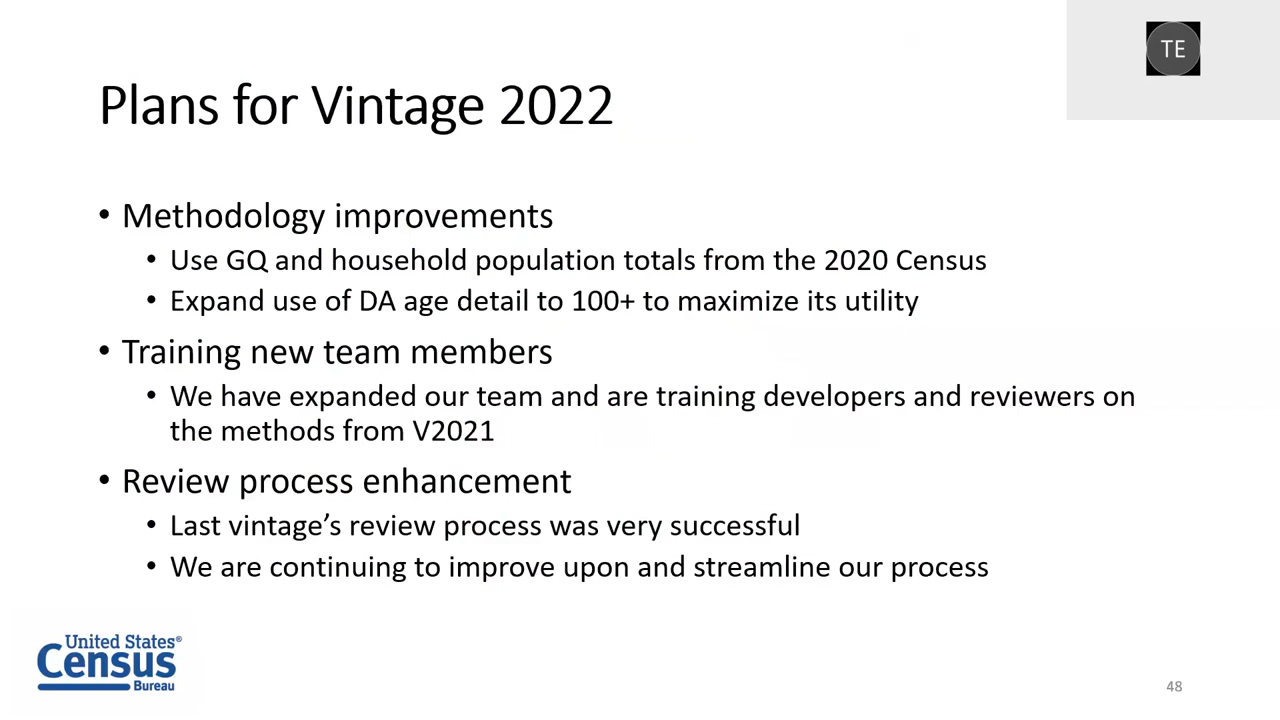 TE
Plans for Vintage 2022
• Methodology improvements
• Use GQ and household population totals from the 2020 Census
• Expand use of DA age detail to 100+ to maximize its utility
• Training new team members
• We have expanded our team and are training developers and reviewers on
the methods from V2021
• Review process enhancement
• Last vintage’s review process was very successful
• We are continuing to improve upon and streamline our process
United States®
Census
Bureau
48